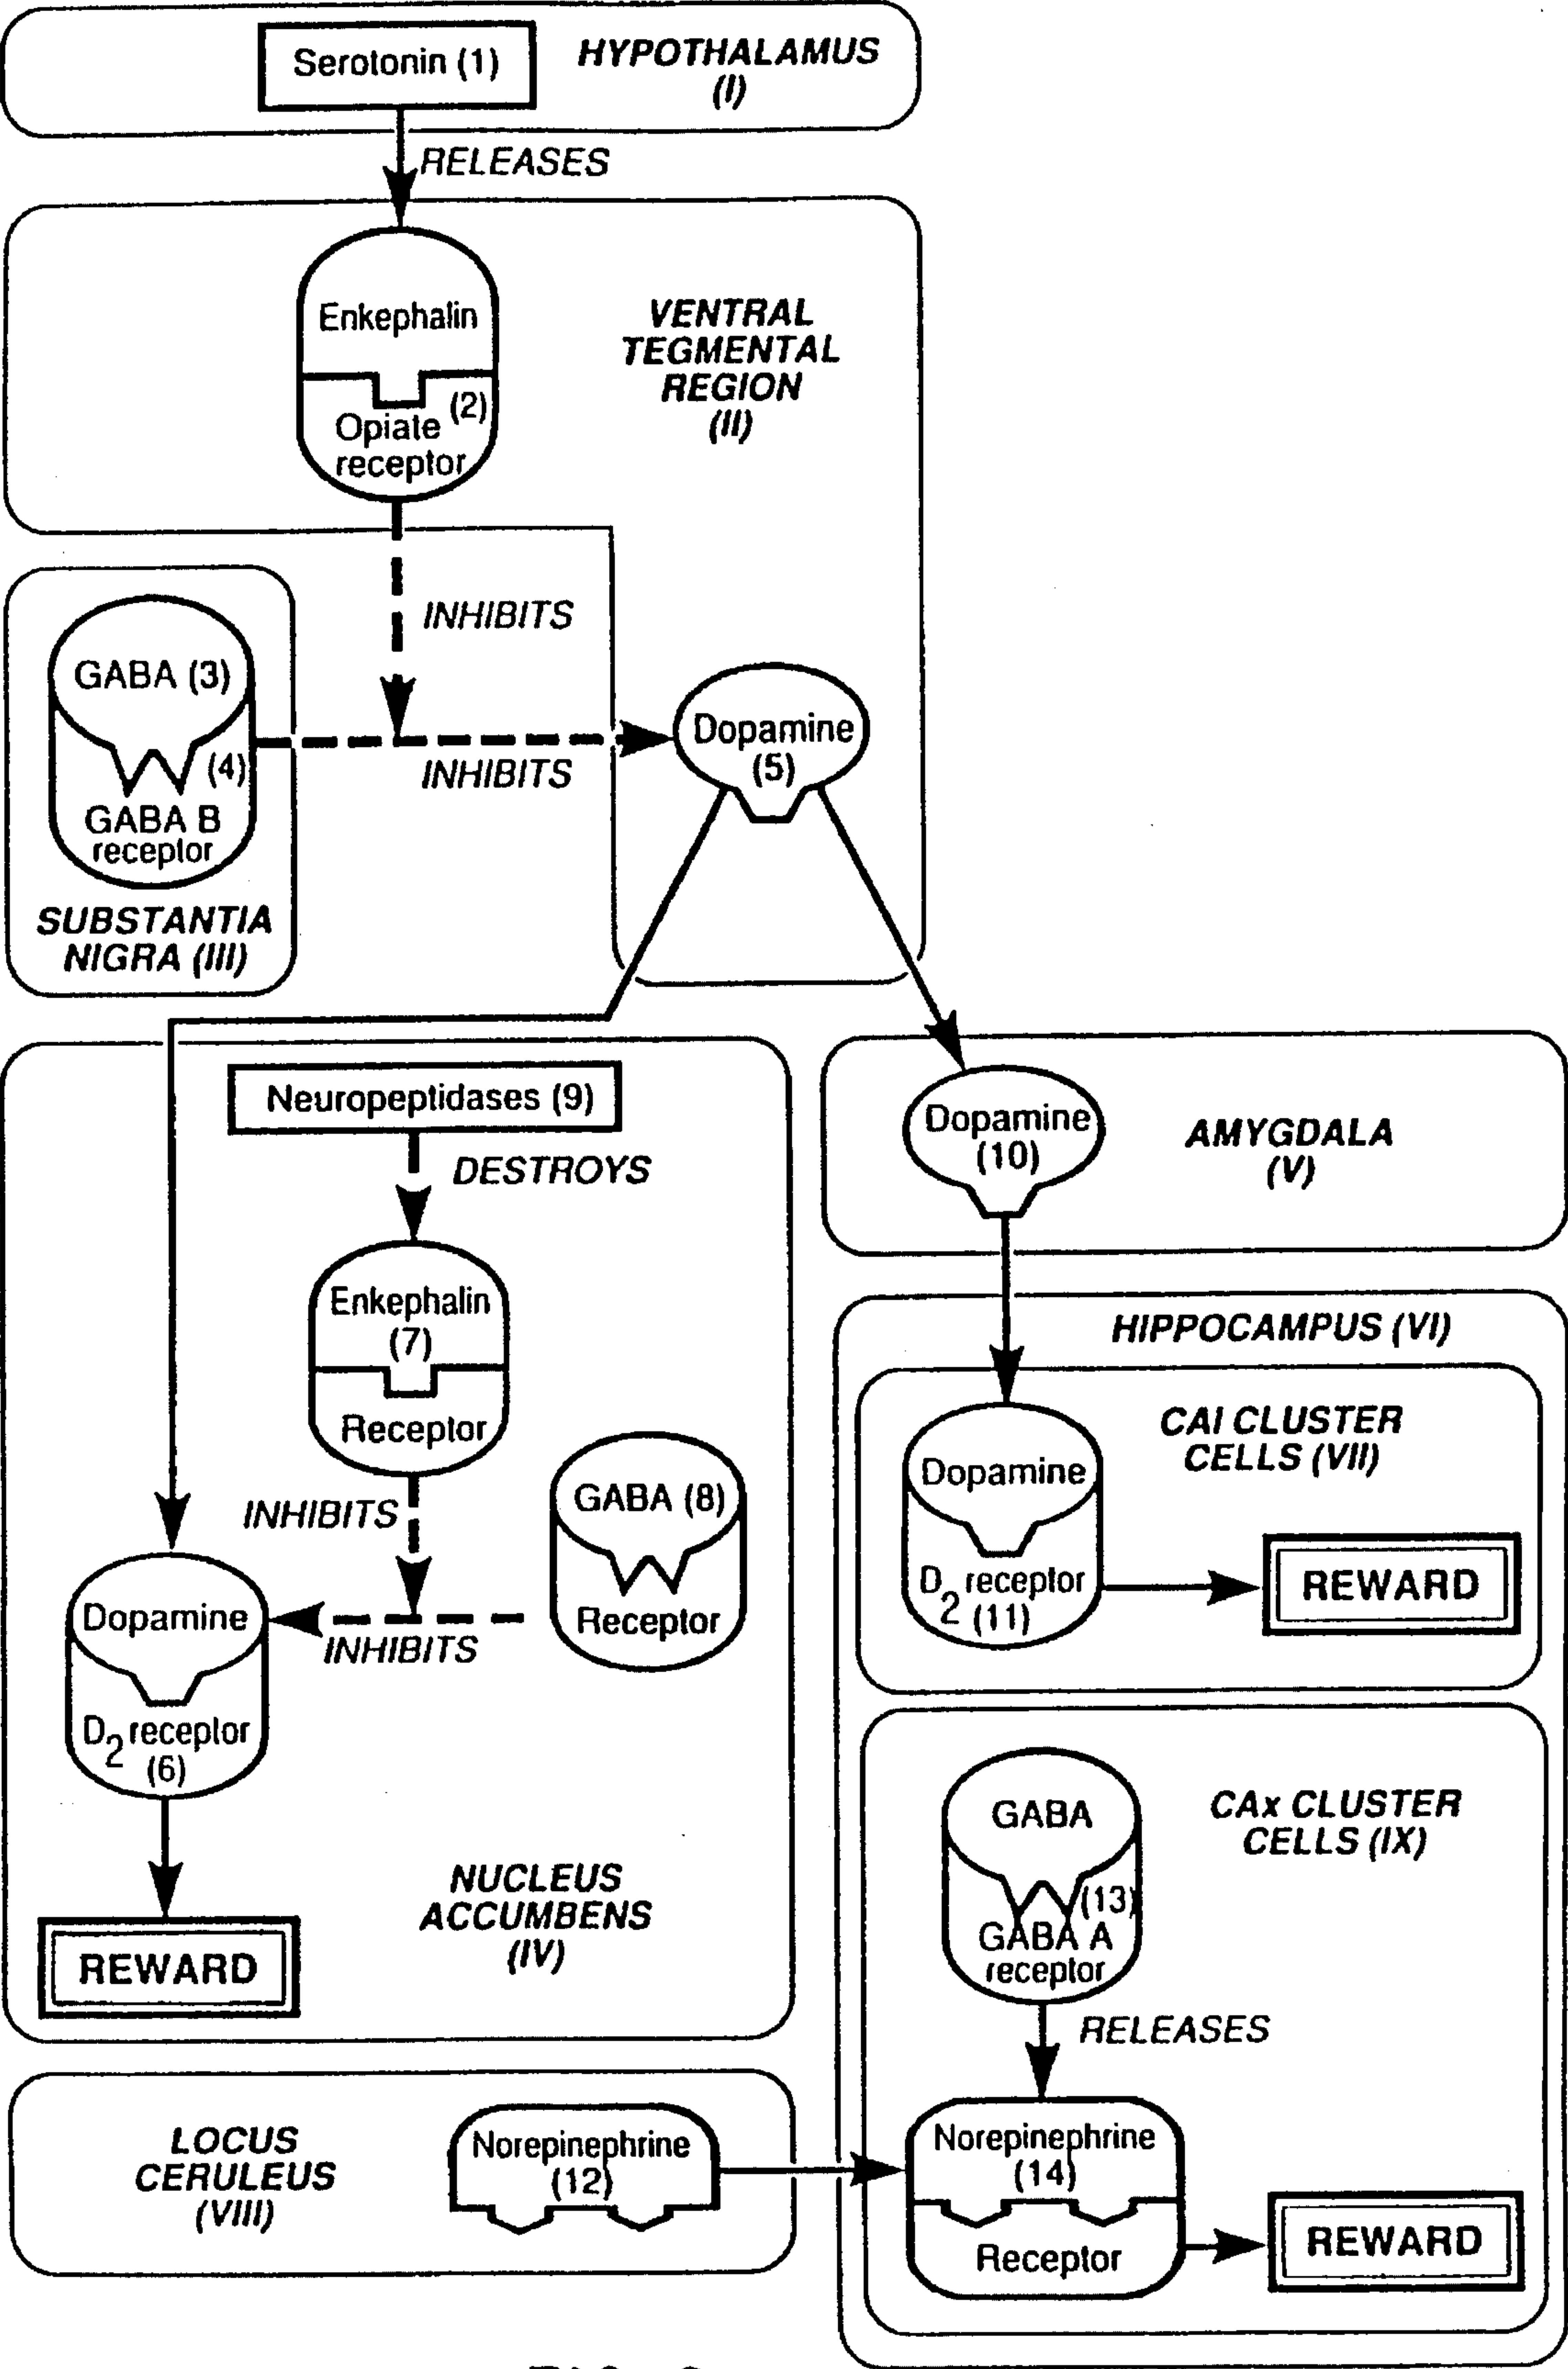 Serotonin (1)
HYPOTHALAMUS
(I)
RELEASES
Enkephalin
(2)
Opiate
receptor
VENTRAL
TEGMENTAL
REGION
(II)
INHIBITS
GABA (3)
(4)
GABA B
receptor
SUBSTANTIA
NIGRA (III)
INHIBITS
Dopamine
(5)
Neuropeptidases (9)
DESTROYS
Enkephalin
(7)
Receptor
INHIBITS
GABA (8)
Receptor
INHIBITS
Dopamine
D2 receptor
(6)
REWARD
NUCLEUS
ACCUMBENS
(IV)
Dopamine
(10)
AMYGDALA
(V)
HIPPOCAMPUS (VI)
CAI CLUSTER
CELLS (VII)
Dopamine
D2 receptor
(11)
REWARD
CAx CLUSTER
CELLS (IX)
GABA
(13)
GABA A
receptor
RELEASES
LOCUS
CERULEUS
(VIII)
Norepinephrine
(12)
Norepinephrine
(14)
Receptor
REWARD